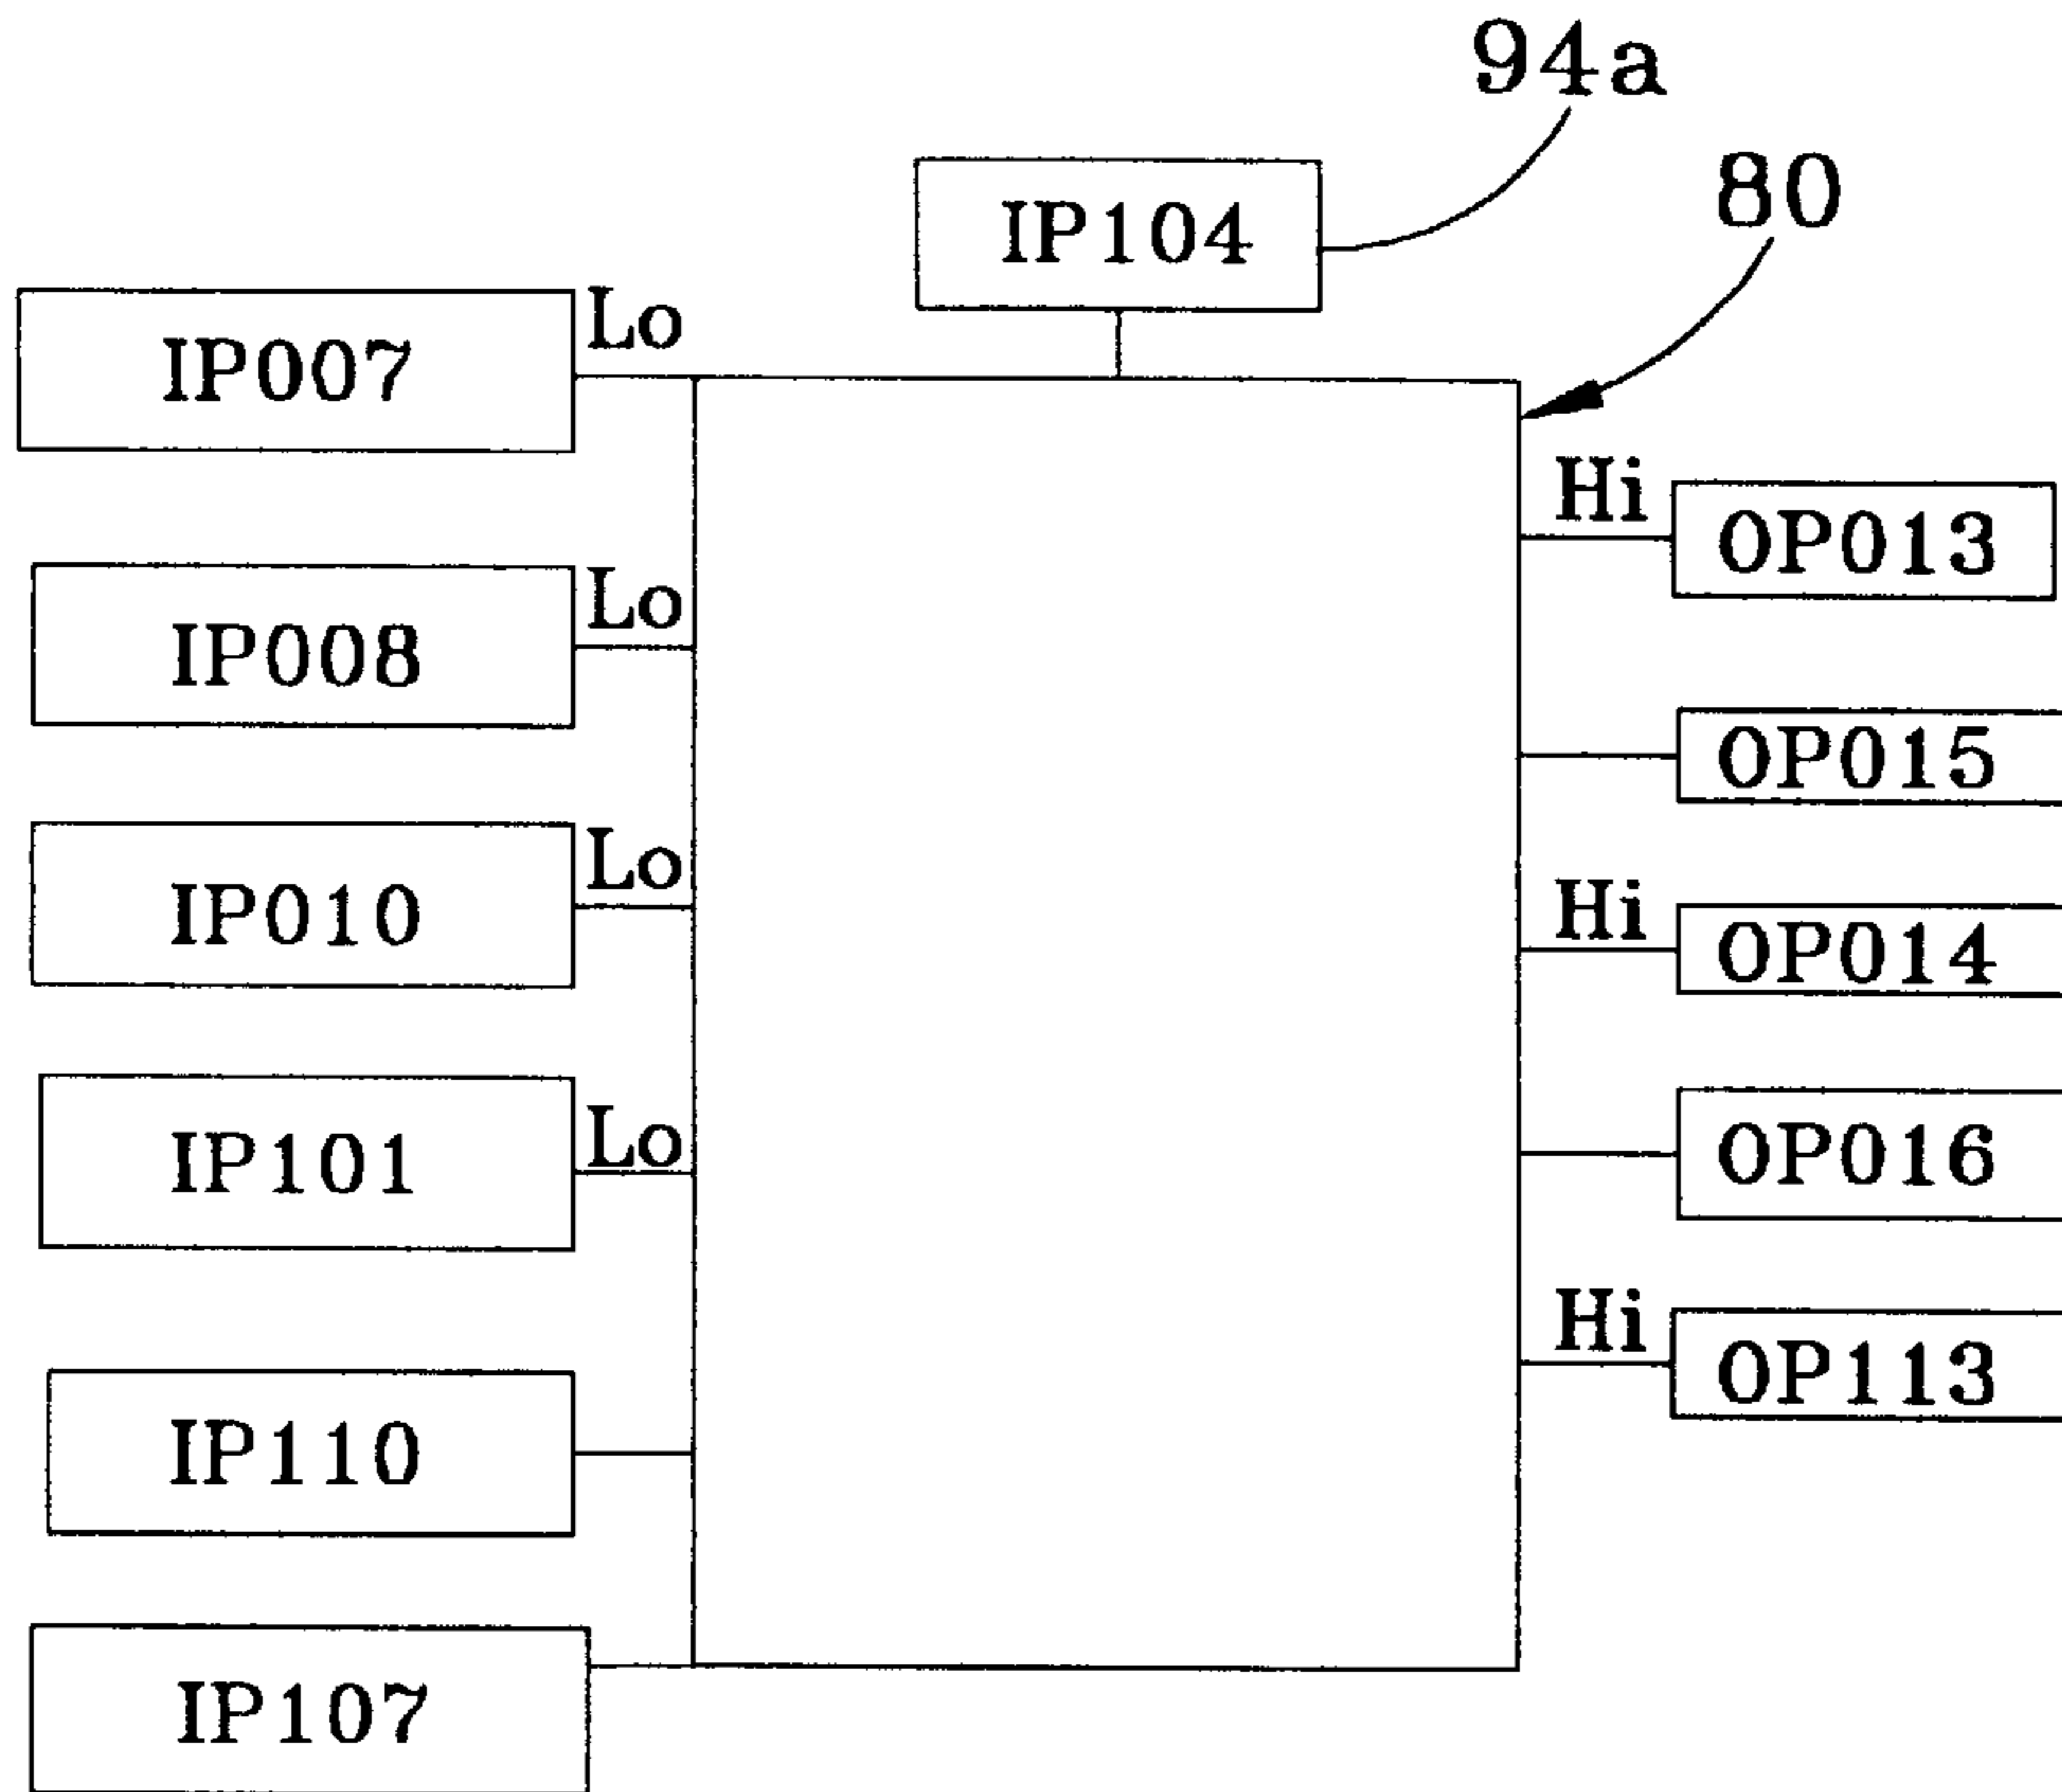 94a
80
IP104
IP007
Lo
IP008
Lo
IP010
Lo
IP101
Lo
IP110
IP107
Hi
OP013
OP015
Hi
OP014
OP016
Hi
OP113